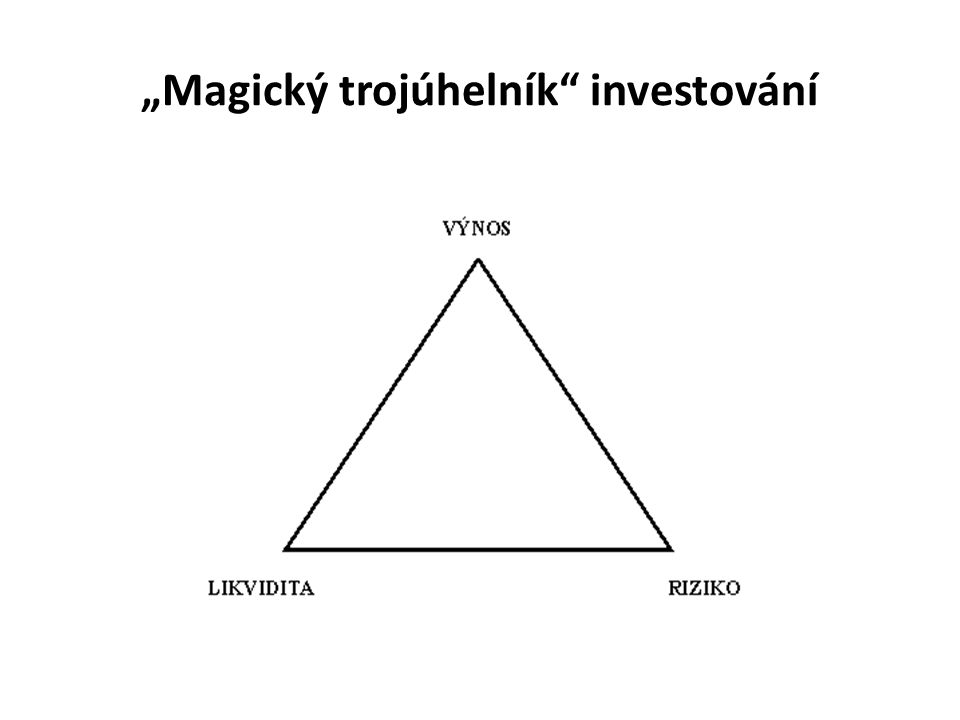 „Magický trojúhelník“ investování
VÝNOS
LIKVIDITA
RIZIKO